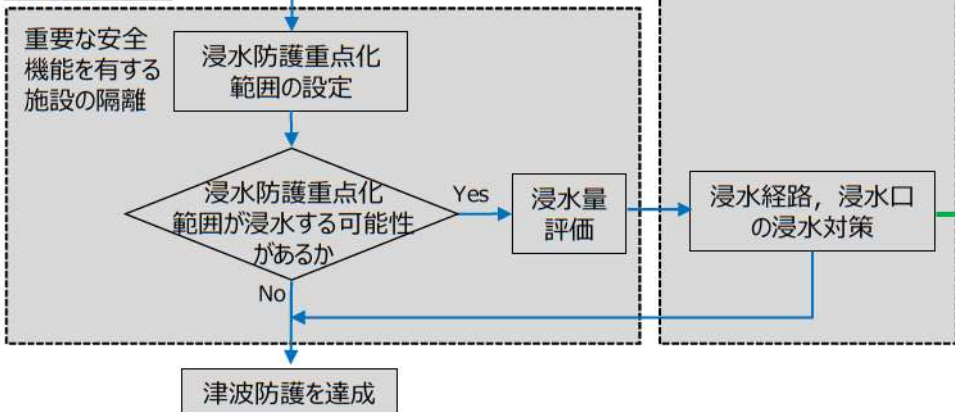 重要な安全
機能を有する
施設の隔離
浸水防護重点化
範囲の設定
浸水防護重点化
範囲が浸水する可能性
があるか
Yes
浸水量
評価
浸水経路，浸水口
の浸水対策
No
津波防護を達成